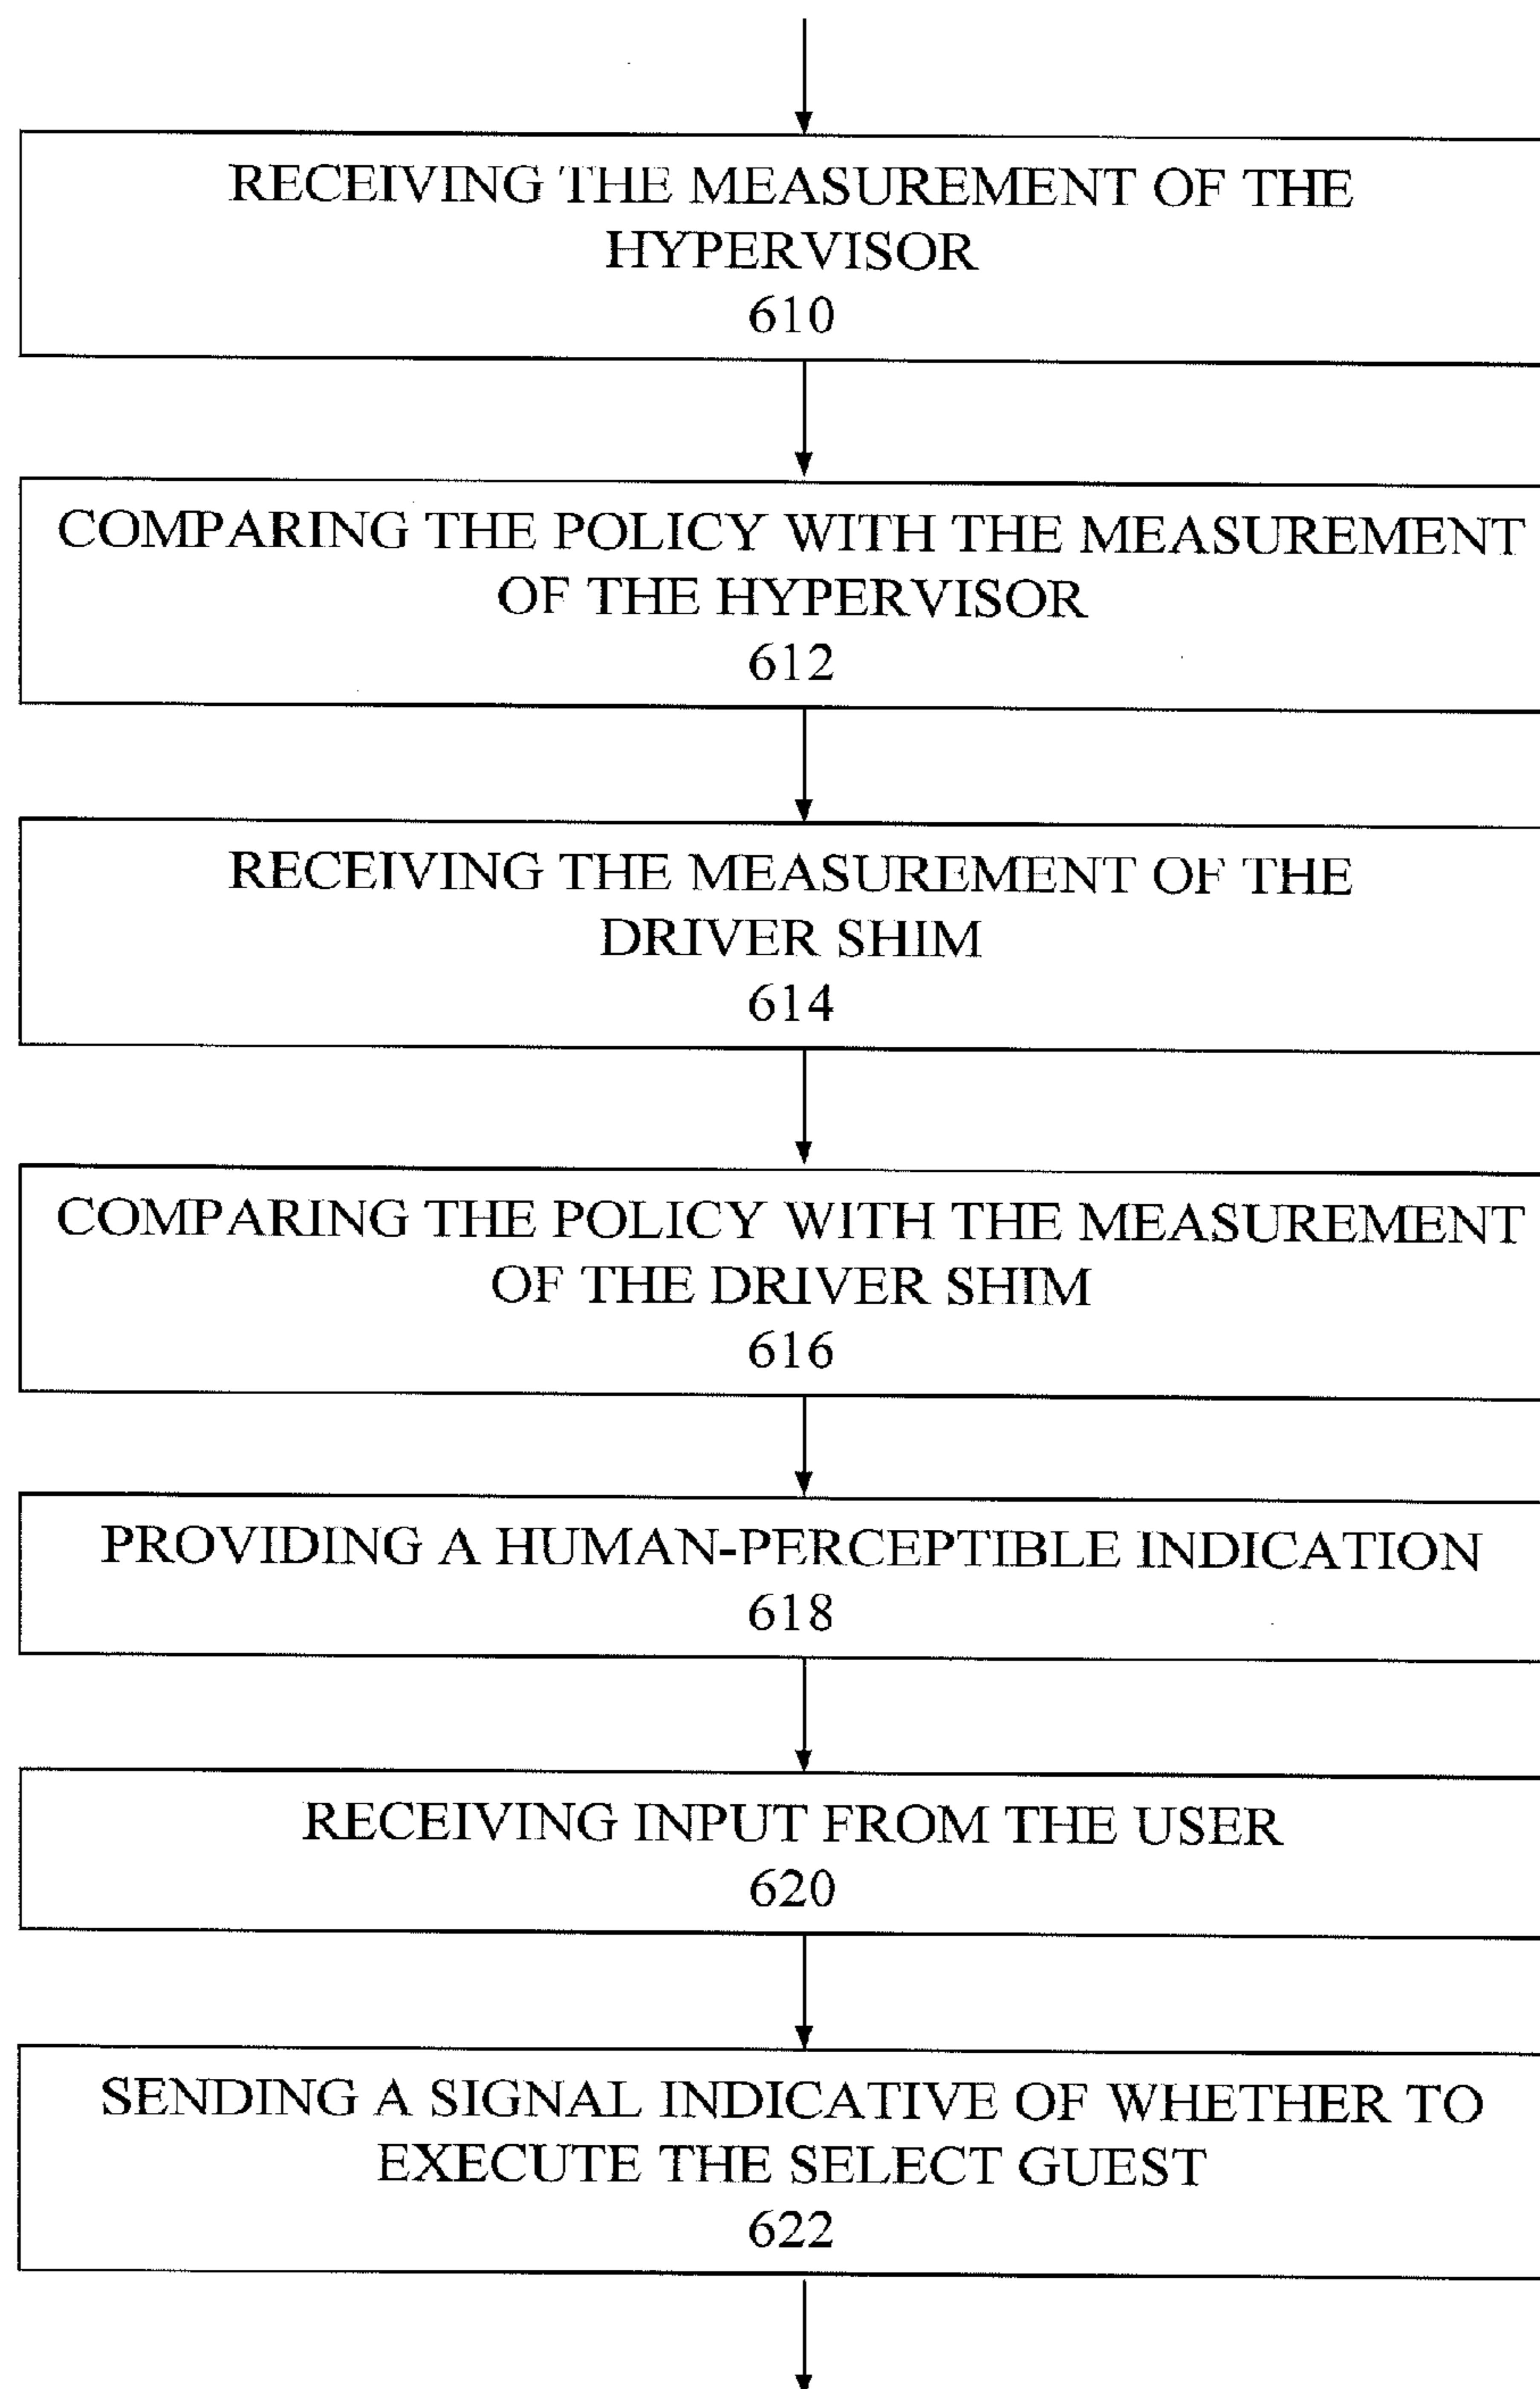 RECEIVING THE MEASUREMENT OF THE
HYPERVISOR
610
COMPARING THE POLICY WITH THE MEASUREMENT
OF THE HYPERVISOR
612
RECEIVING THE MEASUREMENT OF THE
DRIVER SHIM
614
COMPARING THE POLICY WITH THE MEASUREMENT
OF THE DRIVER SHIM
616
PROVIDING A HUMAN-PERCEPTIBLE INDICATION
618
RECEIVING INPUT FROM THE USER
620
SENDING A SIGNAL INDICATIVE OF WHETHER TO
EXECUTE THE SELECT GUEST
622